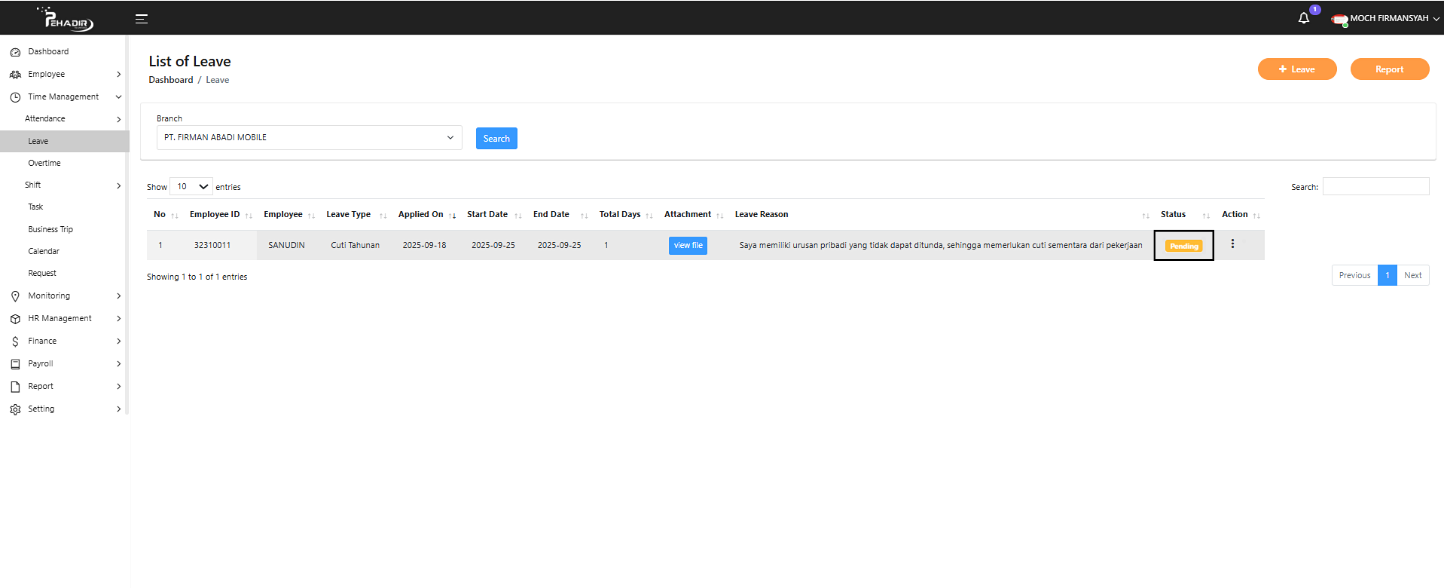 PEHADIR
1
MOCH FIRMANSYAH
Dashboard
Employee
Time Management
Attendance
Leave
Overtime
Shift
Task
Business Trip
Calendar
Request
Monitoring
HR Management
Finance
Payroll
Report
Setting
List of Leave
Dashboard / Leave
+ Leave
Report
Branch
PT. FIRMAN ABADI MOBILE
Search
Show 10 entries
Search:
No Employee ID Employee Leave Type Applied On Start Date End Date Total Days Attachment Leave Reason Status Action
1 32310011 SANUDIN Cuti Tahunan 2025-09-18 2025-09-25 2025-09-25 1 view file Saya memiliki urusan pribadi yang tidak dapat ditunda, sehingga memerlukan cuti sementara dari pekerjaan Pending
Showing 1 to 1 of 1 entries
Previous 1 Next